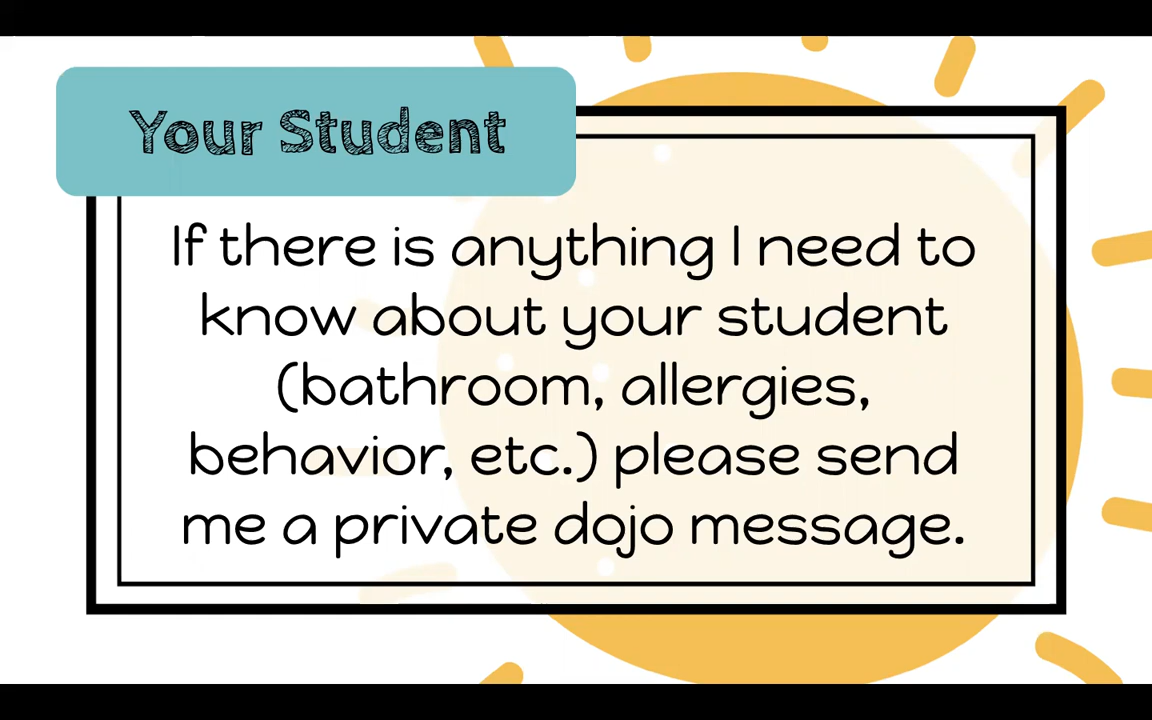 Your Student
If there is anything I need to
know about your student
(bathroom, allergies,
behavior, etc.) please send
me a private dojo message.